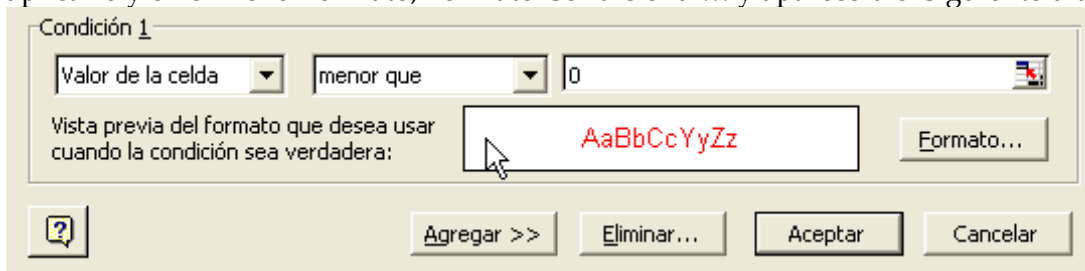 Condición 1
Valor de la celda menor que 0
Vista previa del formato que desea usar
cuando la condición sea verdadera:
AaBbCcYyZz
Formato...
Agregar >> Eliminar... Aceptar Cancelar